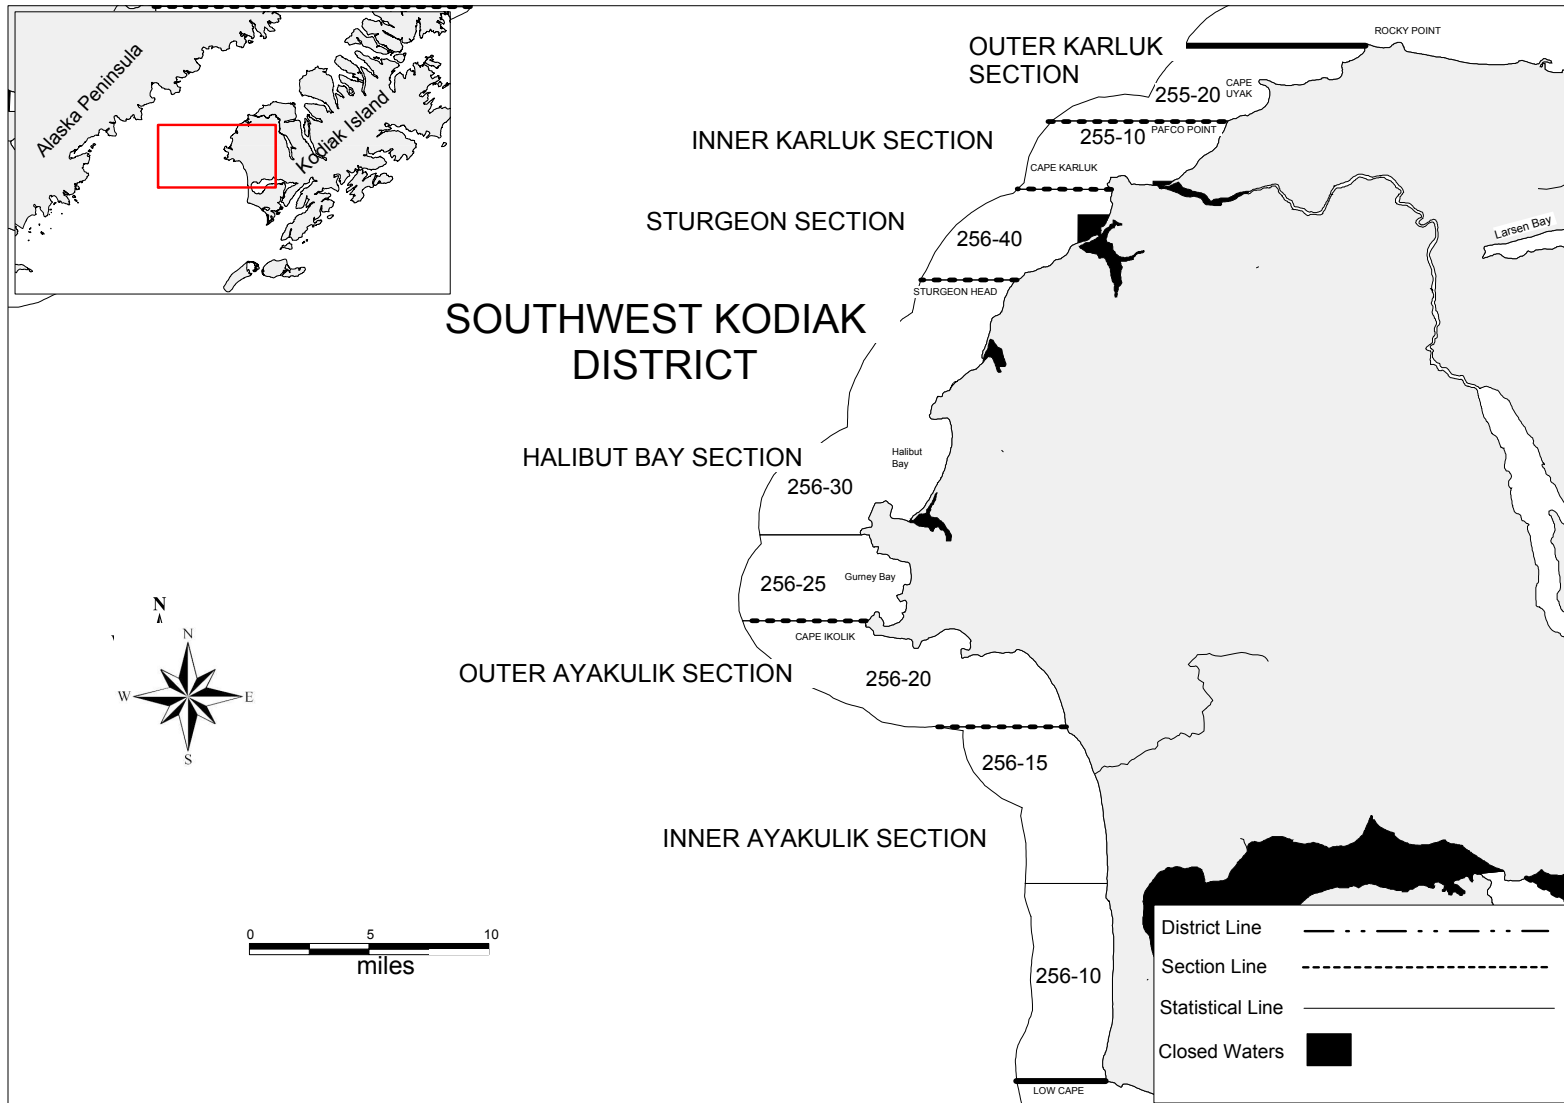 Alaska Peninsula
Kodiak Island
ROCKY POINT
OUTER KARLUK
SECTION
CAPE
UYAK
255-20
PAFCO POINT
255-10
INNER KARLUK SECTION
CAPE KARLUK
STURGEON SECTION
256-40
Larsen Bay
STURGEON HEAD
SOUTHWEST KODIAK
DISTRICT
HALIBUT BAY SECTION
Halibut
Bay
256-30
256-25
Gurney Bay
CAPE IKOLIK
OUTER AYAKULIK SECTION
256-20
N
N
W
E
S
256-15
INNER AYAKULIK SECTION
0 5 10
miles
256-10
LOW CAPE
District Line
Section Line
Statistical Line
Closed Waters